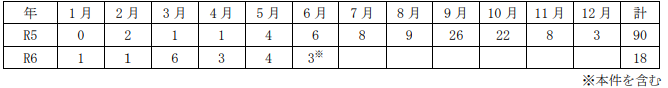 年 1月 2月 3月 4月 5月 6月 7月 8月 9月 10月 11月 12月 計
R5 0 2 1 1 4 6 8 9 26 22 8 3 90
R6 1 1 6 3 4 3※ 18
※本件を含む